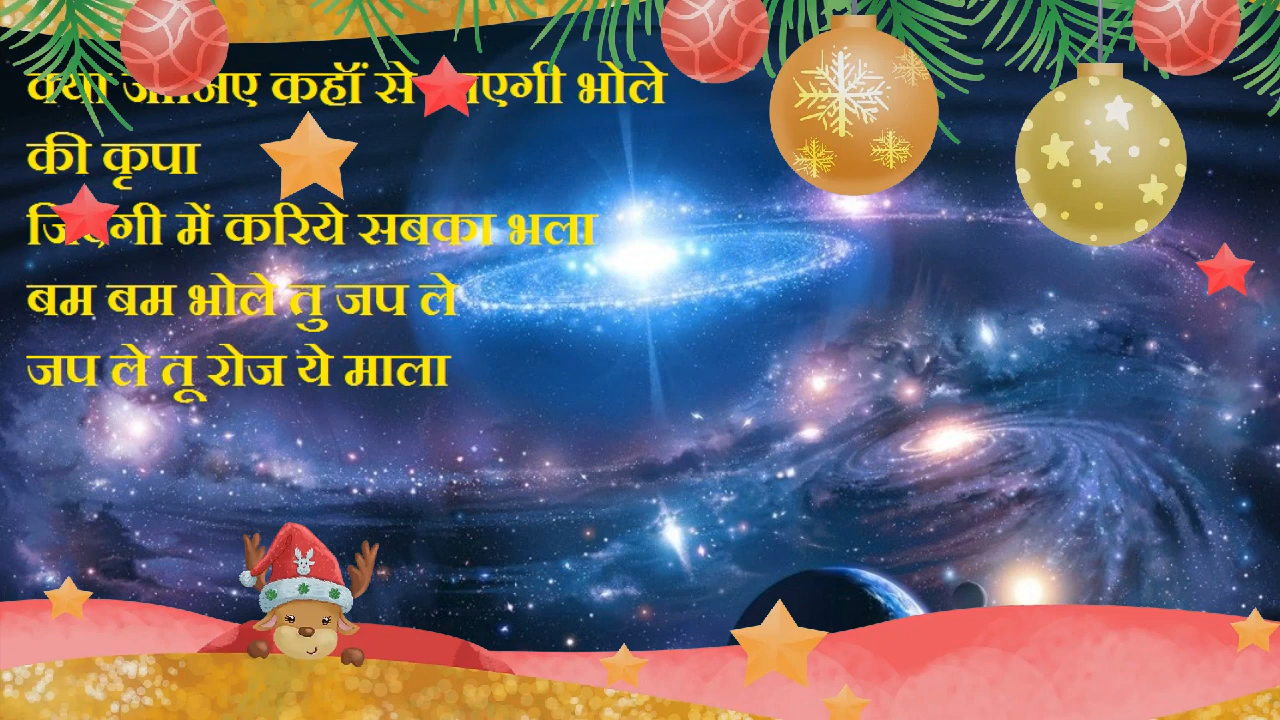 क्या कहाँ से भोले
की कृपा
में करिये सबका भला
बम बम भोले तु जप ले
जप ले तू रोज ये माला